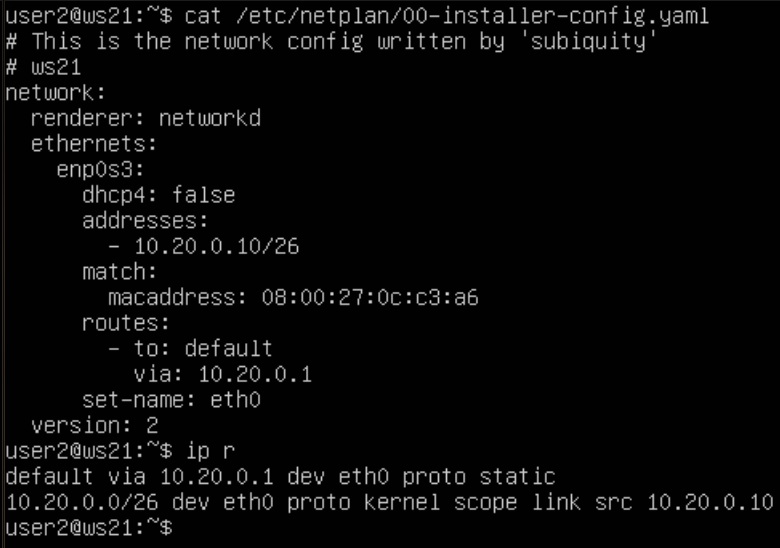 user2@ws21:~$ cat /etc/netplan/00-installer-config.yaml
# This is the network config written by 'subiquity'
# ws21
network:
  renderer: networkd
  ethernets:
    enp0s3:
      dhcp4: false
      addresses:
        - 10.20.0.10/26
      match:
        macaddress: 08:00:27:0c:c3:a6
      routes:
        - to: default
          via: 10.20.0.1
      set-name: eth0
  version: 2
user2@ws21:~$ ip r
default via 10.20.0.1 dev eth0 proto static
10.20.0.0/26 dev eth0 proto kernel scope link src 10.20.0.10
user2@ws21:~$